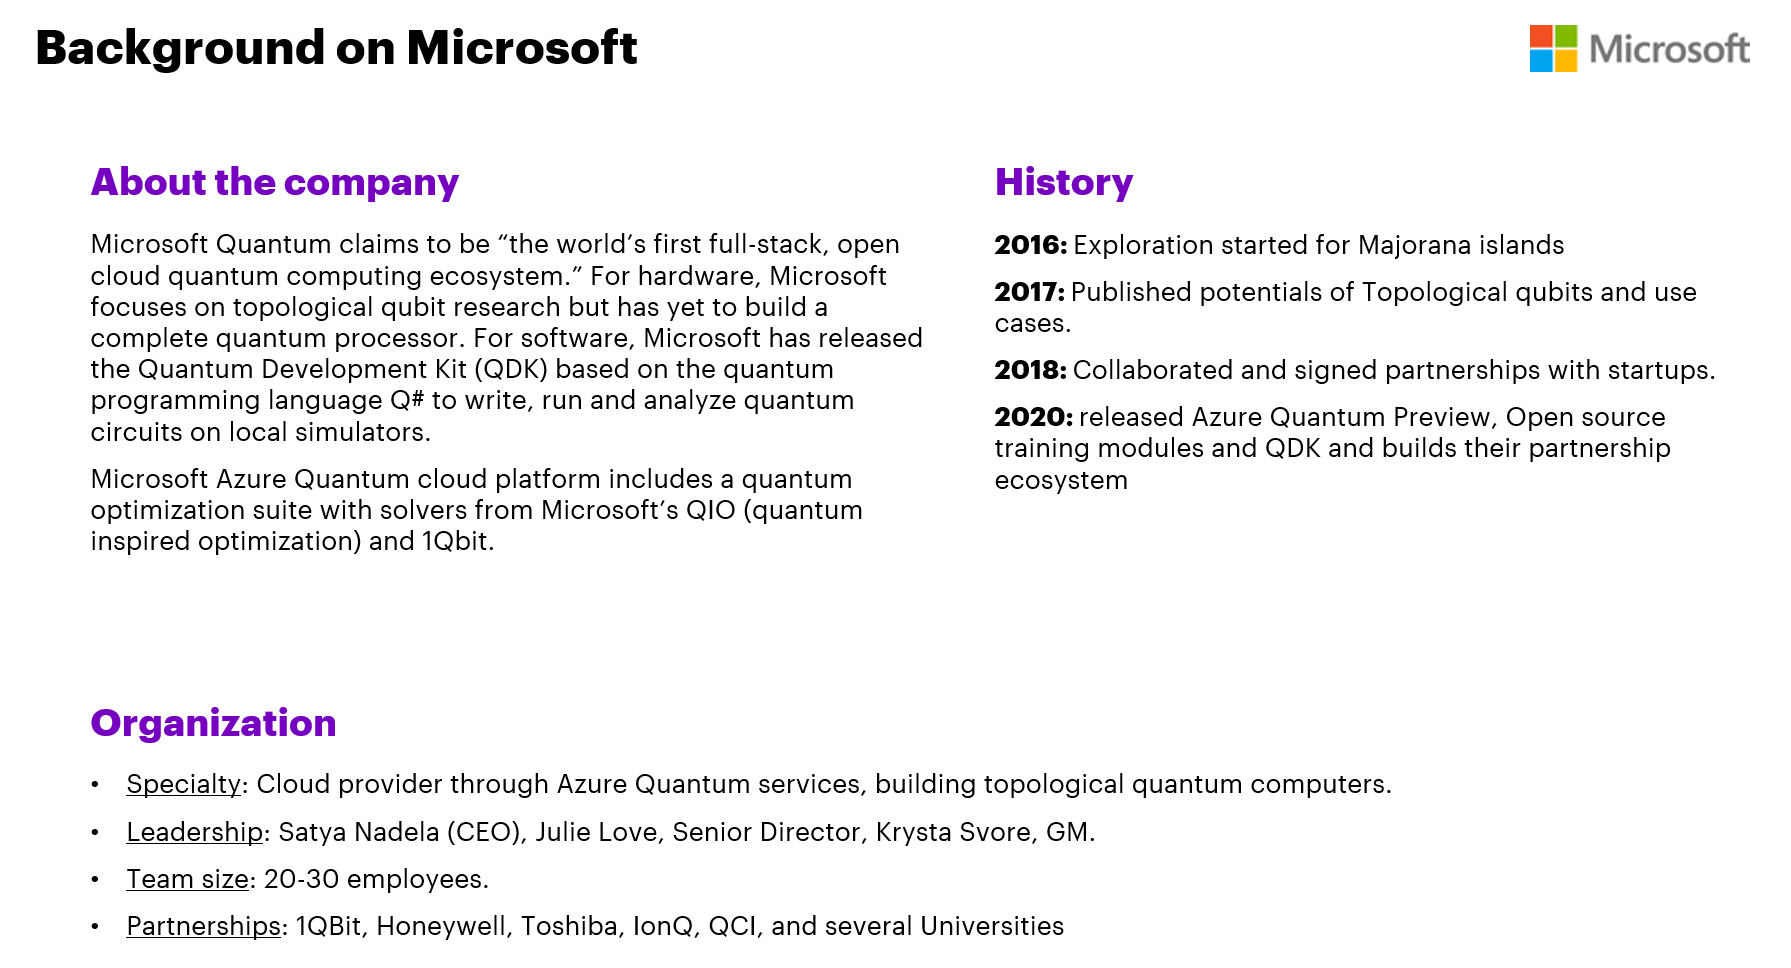 Background on Microsoft
Microsoft
About the company
Microsoft Quantum claims to be “the world’s first full-stack, open
cloud quantum computing ecosystem.” For hardware, Microsoft
focuses on topological qubit research but has yet to build a
complete quantum processor. For software, Microsoft has released
the Quantum Development Kit (QDK) based on the quantum
programming language Q# to write, run and analyze quantum
circuits on local simulators.
Microsoft Azure Quantum cloud platform includes a quantum
optimization suite with solvers from Microsoft’s QIO (quantum
inspired optimization) and 1Qbit.
History
2016: Exploration started for Majorana islands
2017: Published potentials of Topological qubits and use
cases.
2018: Collaborated and signed partnerships with startups.
2020: released Azure Quantum Preview, Open source
training modules and QDK and builds their partnership
ecosystem
Organization
• Specialty: Cloud provider through Azure Quantum services, building topological quantum computers.
• Leadership: Satya Nadela (CEO), Julie Love, Senior Director, Krysta Svore, GM.
• Team size: 20-30 employees.
• Partnerships: 1QBit, Honeywell, Toshiba, IonQ, QCI, and several Universities